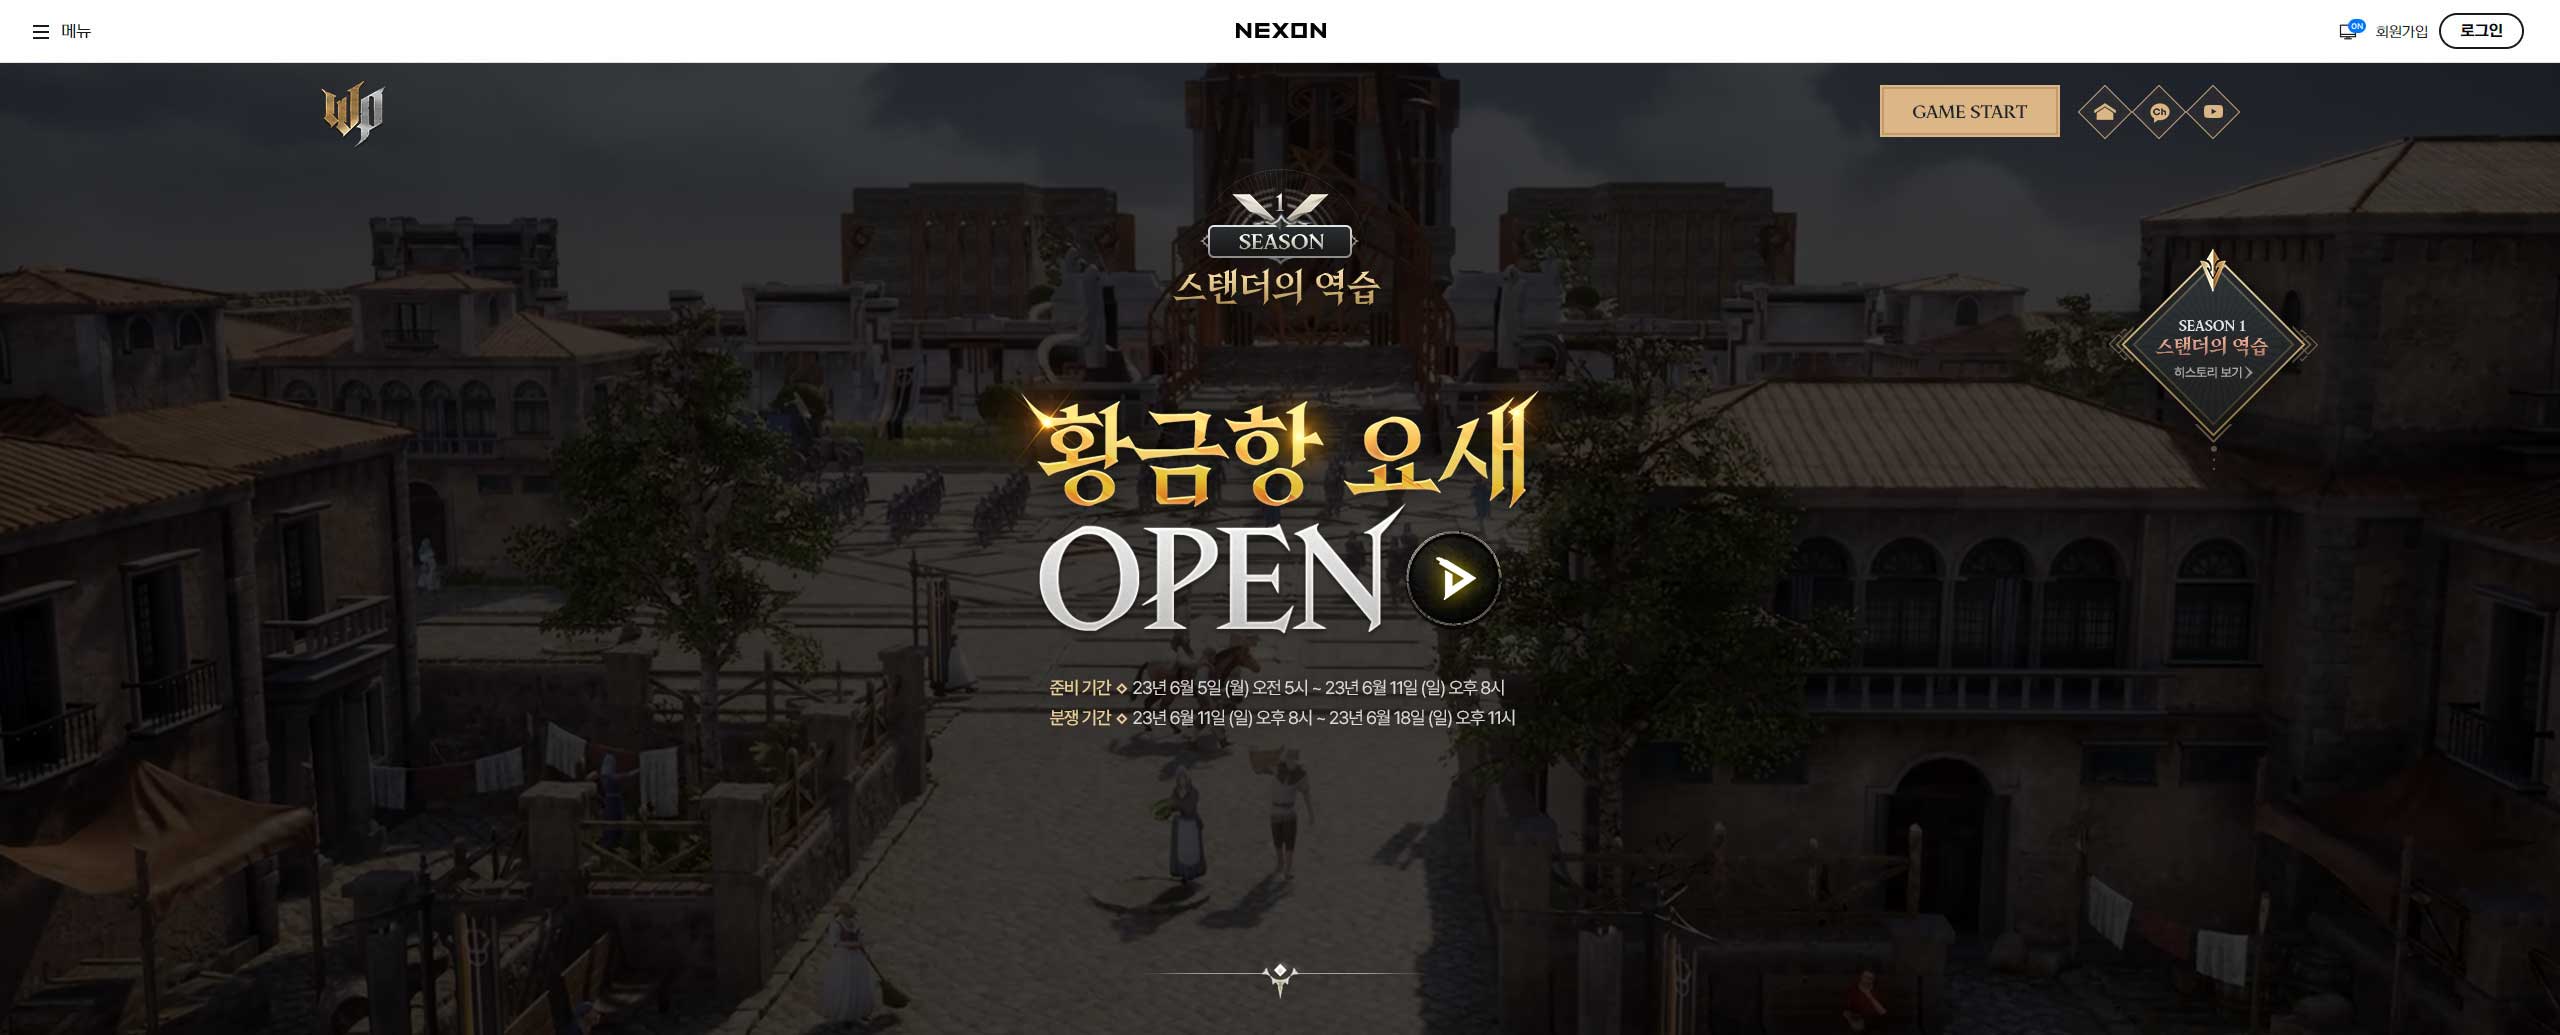 메뉴
NEXON
ON
회원가입
로그인
GAME START
Ch
1
SEASON
스탠더의 역습
SEASON 1
스탠더의 역습
히스토리 보기
황금항 요새
OPEN
준비 기간 23년 6월 5일 (월) 오전 5시 ~ 23년 6월 11일 (일) 오후 8시
분쟁 기간 23년 6월 11일 (일) 오후 8시 ~ 23년 6월 18일 (일) 오후 11시